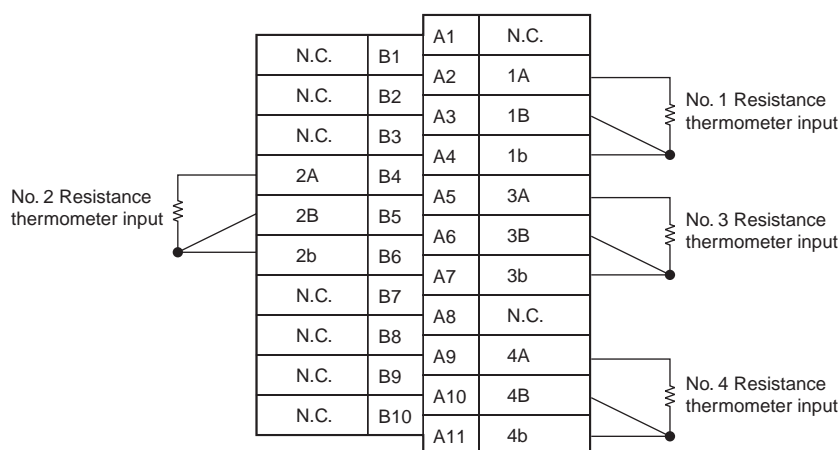 A1 N.C.
N.C. B1
A2 1A
N.C. B2
A3 1B
No. 1 Resistance
thermometer input
N.C. B3
A4 1b
2A B4
A5 3A
No. 2 Resistance
thermometer input
2B B5
A6 3B
No. 3 Resistance
thermometer input
2b B6
A7 3b
N.C. B7
A8 N.C.
N.C. B8
A9 4A
N.C. B9
A10 4B
No. 4 Resistance
thermometer input
N.C. B10
A11 4b